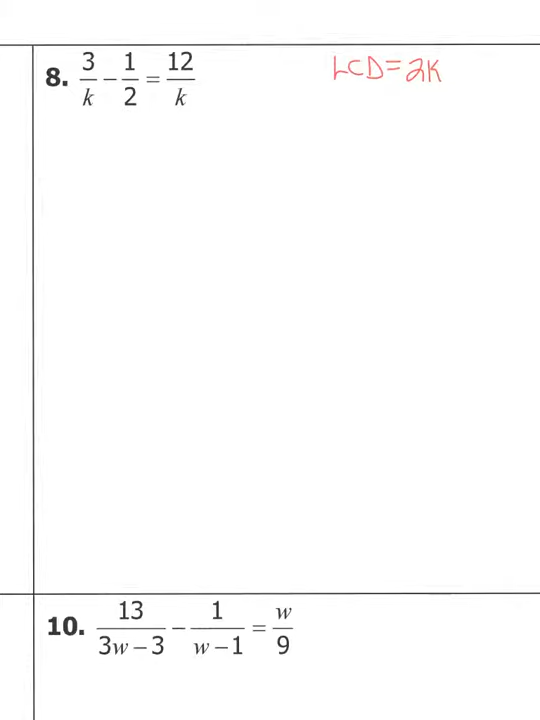 8. 3/k − 1/2 = 12/k
LCD=2K
10. 13/(3w−3) − 1/(w−1) = w/9